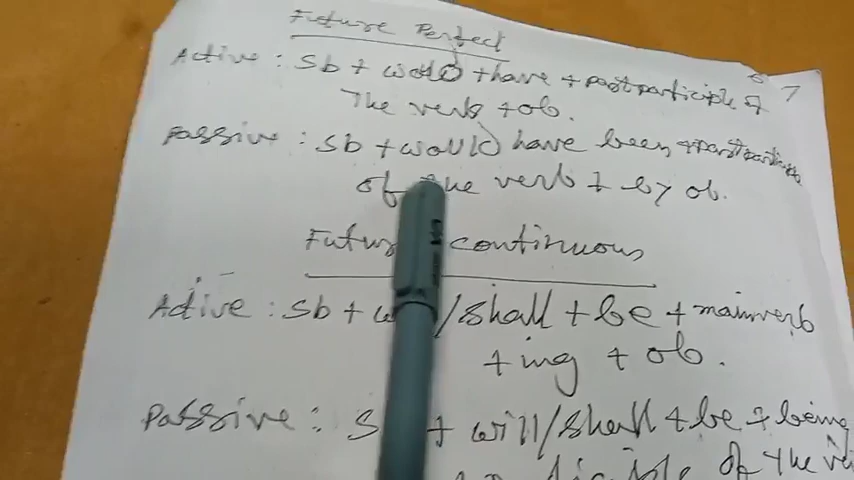 Future Perfect
Active : Sb + would + have + past participle of
The verb + ob.
Passive : Sb + would have been + past participle
of the verb + by ob.
Future continuous
Active : Sb + /shall + be + main verb
+ ing + ob.
Passive : S + will/shall + be + being
of the